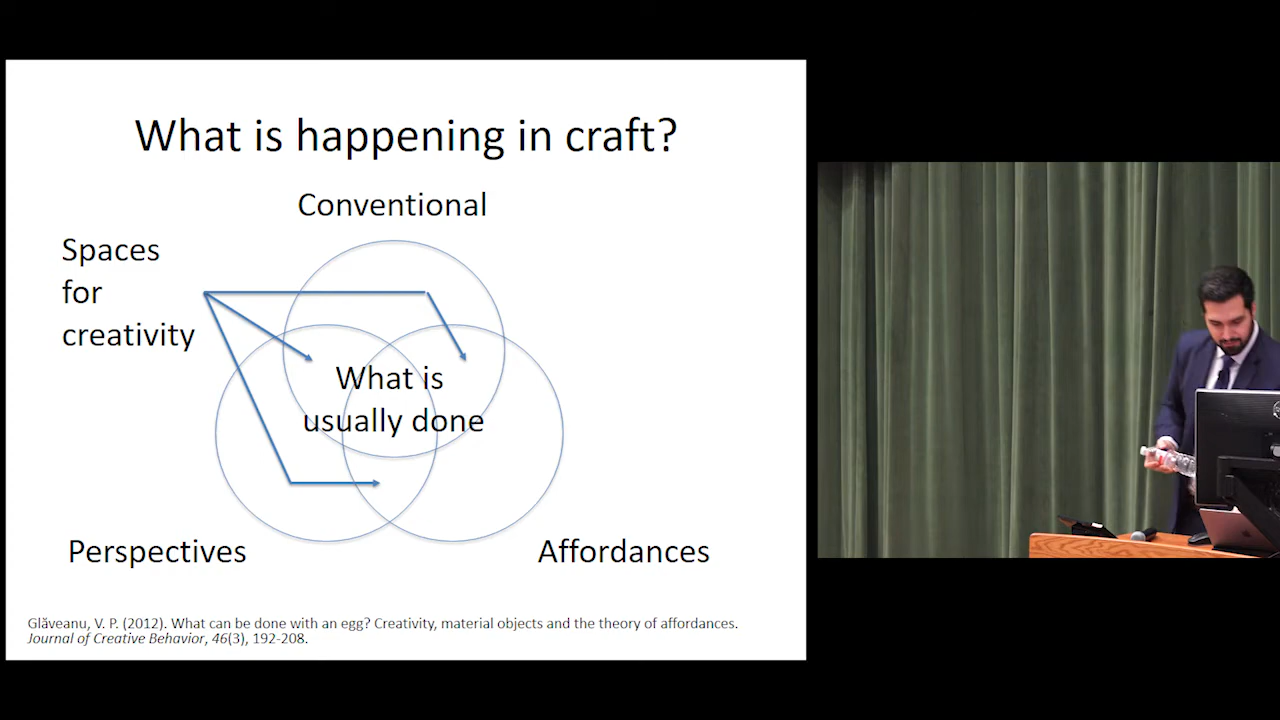 What is happening in craft?
Conventional
Spaces
for
creativity
What is
usually done
Perspectives
Affordances
Glăveanu, V. P. (2012). What can be done with an egg? Creativity, material objects and the theory of affordances.
Journal of Creative Behavior, 46(3), 192-208.